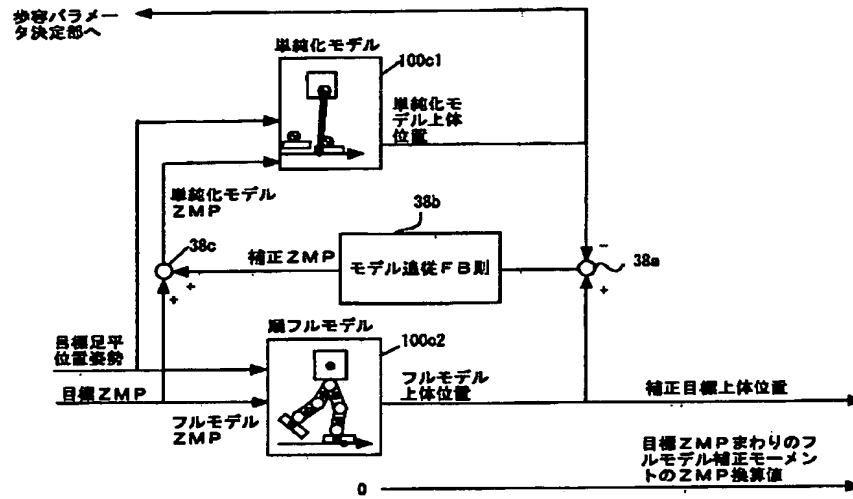 歩容パラメー
タ決定部へ
単純化モデル
100c1
単純化モ
デル上体
位置
単純化モデル
ZMP
38b
38c
補正ZMP
モデル追従FB則
−
38a
+
+
+
順フルモデル
100c2
目標足平
位置姿勢
フルモデル
上体位置
目標ZMP
補正目標上体位置
フルモデル
ZMP
目標ZMPまわりのフ
ルモデル補正モーメン
トのZMP換算値
0